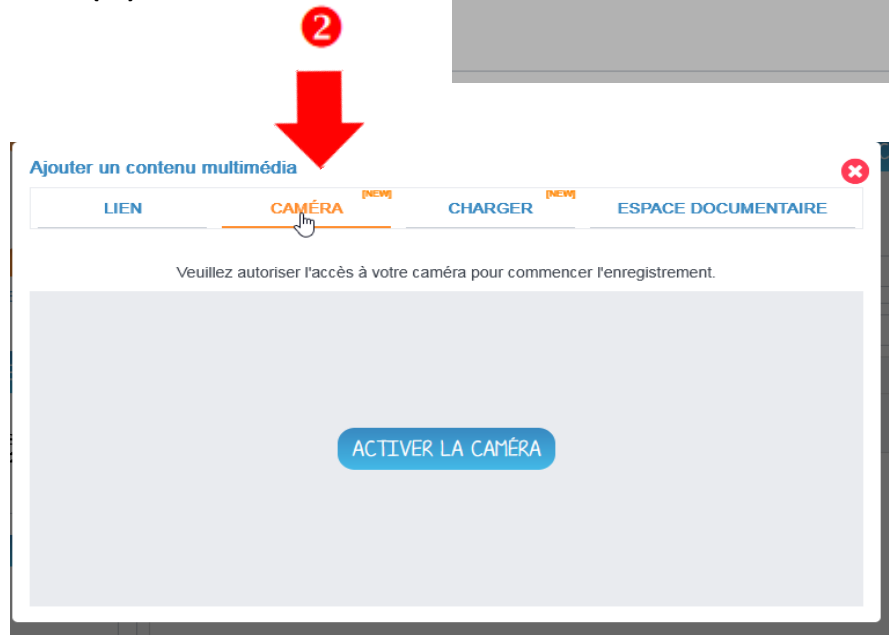 2
Ajouter un contenu multimédia
LIEN
CAMÉRA [NEW]
CHARGER [NEW]
ESPACE DOCUMENTAIRE
Veuillez autoriser l'accès à votre caméra pour commencer l'enregistrement.
ACTIVER LA CAMÉRA